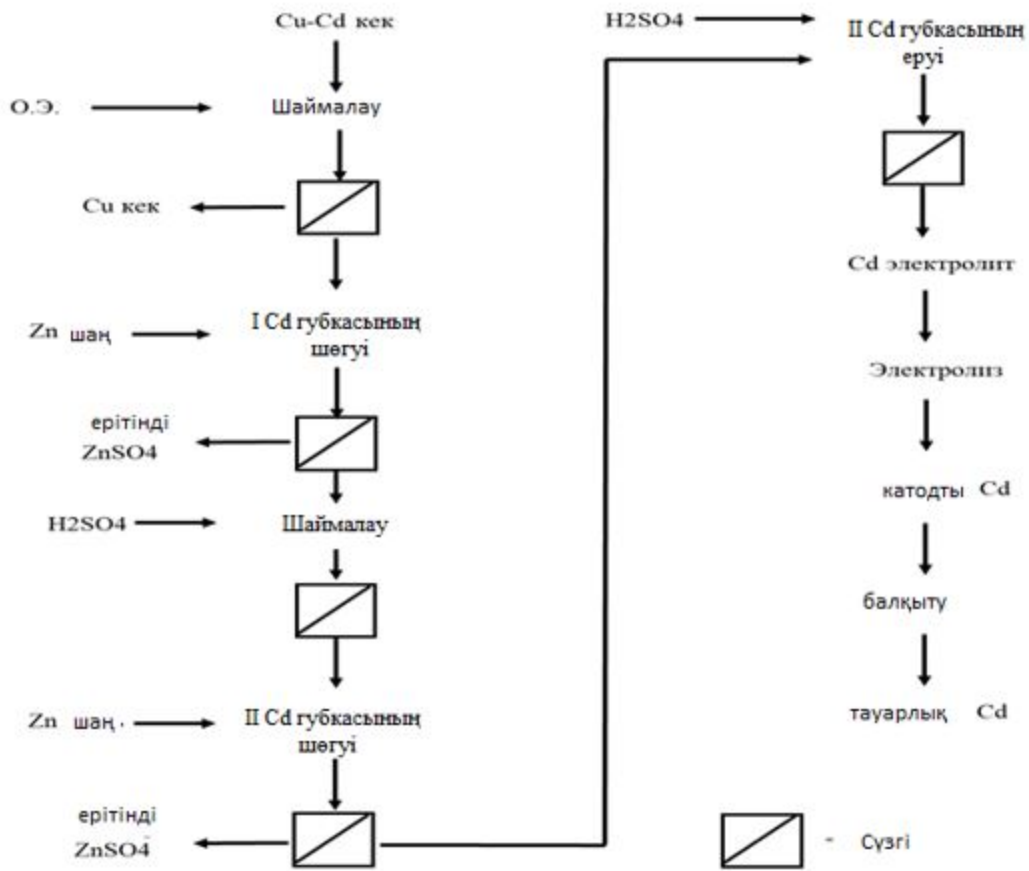 Cu-Cd кек
О.Э.
Шаймалау
Cu кек
Zn шаң
I Cd губкасының
шөгуі
ерітінді
ZnSO4
H2SO4
Шаймалау
Zn шаң .
II Cd губкасының
шөгуі
ерітінді
ZnSO4
H2SO4
II Cd губкасының
еруі
Cd электролит
Электролиз
катодты Cd
балқыту
тауарлық Cd
- Сүзгі